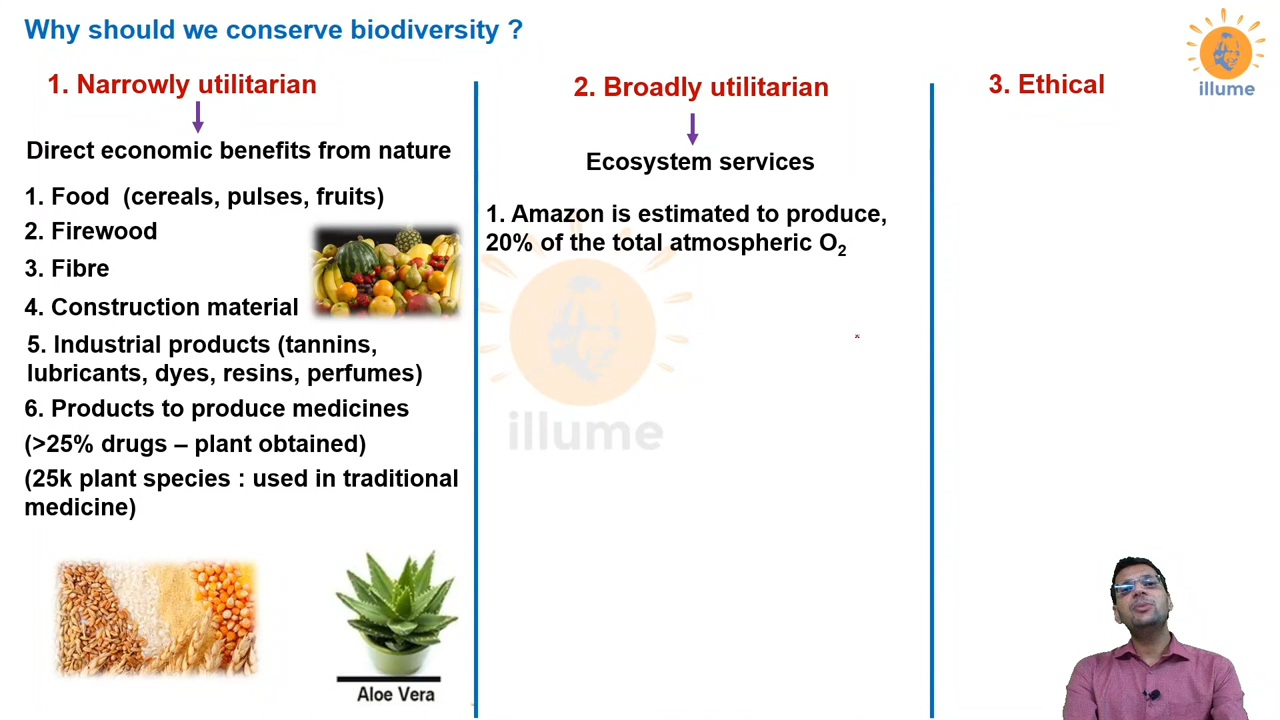 Why should we conserve biodiversity ?
illume
1. Narrowly utilitarian
Direct economic benefits from nature
1. Food (cereals, pulses, fruits)
2. Firewood
3. Fibre
4. Construction material
5. Industrial products (tannins,
lubricants, dyes, resins, perfumes)
6. Products to produce medicines
(>25% drugs – plant obtained)
(25k plant species : used in traditional
medicine)
Aloe Vera
2. Broadly utilitarian
Ecosystem services
1. Amazon is estimated to produce,
20% of the total atmospheric O₂
illume
3. Ethical